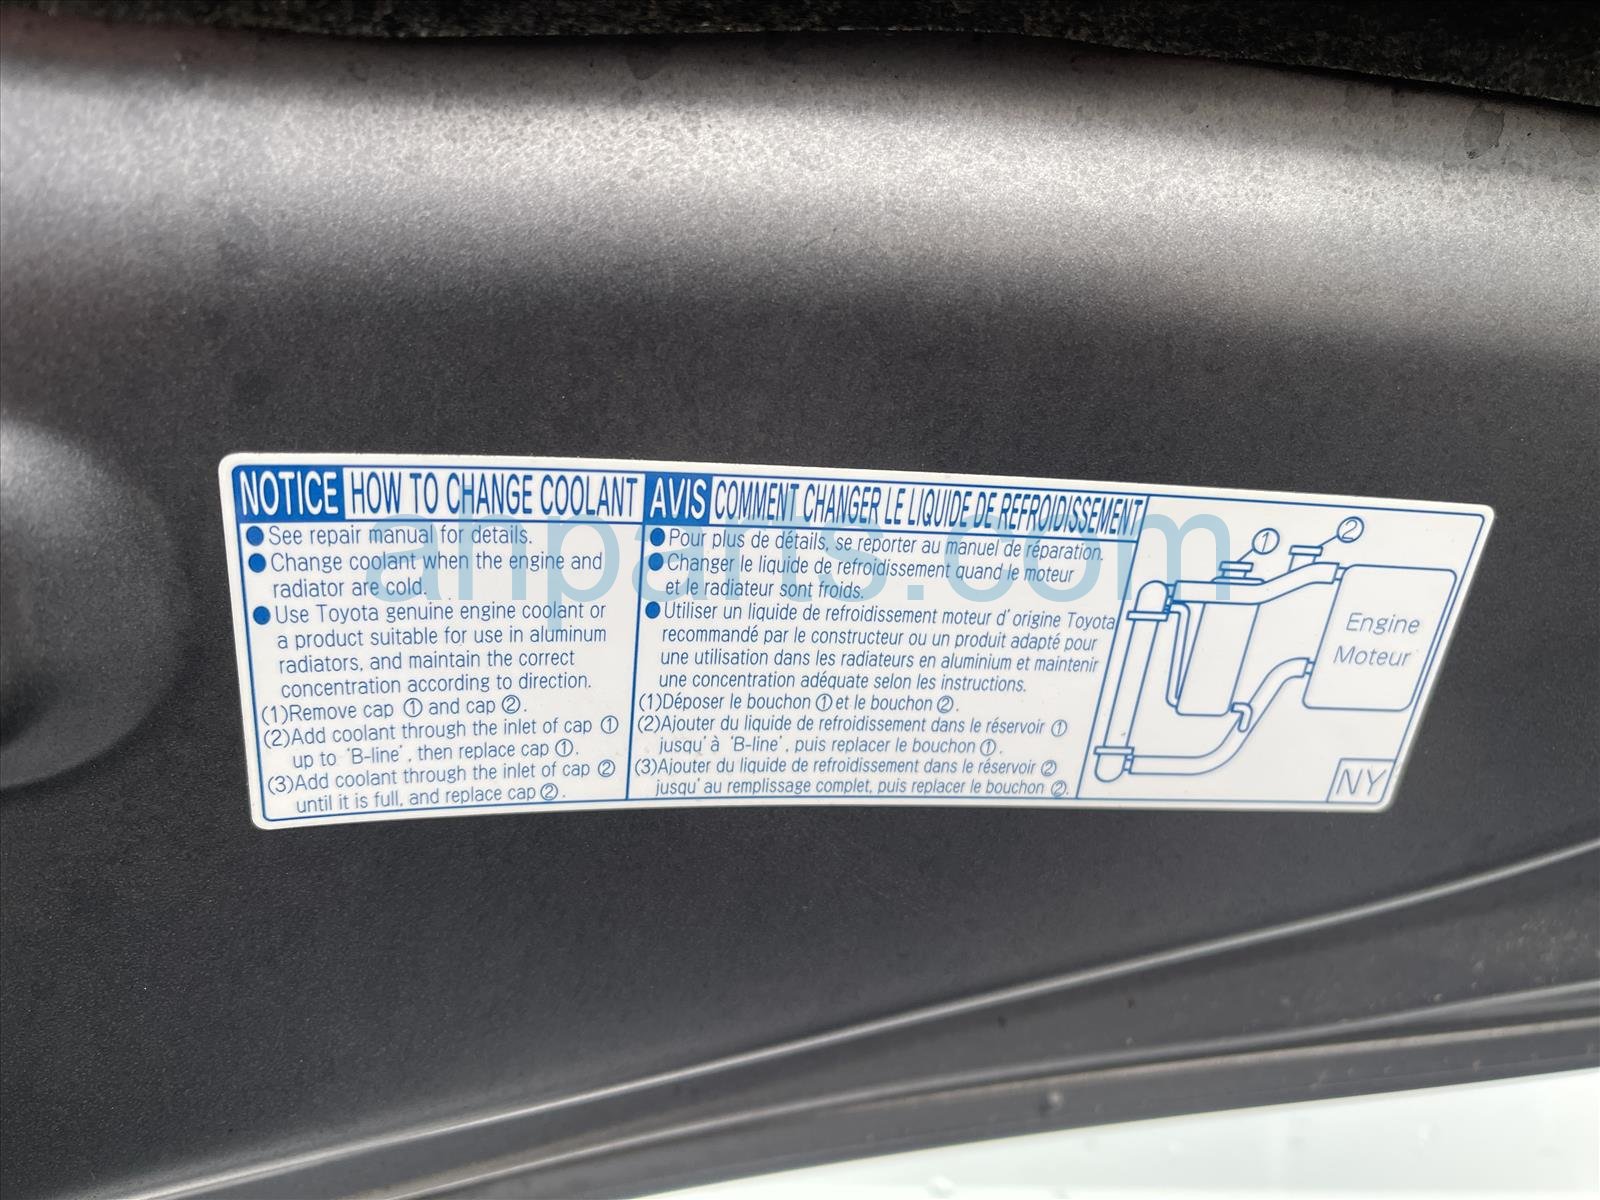 NOTICE HOW TO CHANGE COOLANT
● See repair manual for details.
● Change coolant when the engine and
radiator are cold.
● Use Toyota genuine engine coolant or
a product suitable for use in aluminum
radiators, and maintain the correct
concentration according to direction.
(1)Remove cap ① and cap ②.
(2)Add coolant through the inlet of cap ①
up to 'B-line', then replace cap ①.
(3)Add coolant through the inlet of cap ②
until it is full, and replace cap ②.
AVIS COMMENT CHANGER LE LIQUIDE DE REFROIDISSEMENT
● Pour plus de détails, se reporter au manuel de réparation.
● Changer le liquide de refroidissement quand le moteur
et le radiateur sont froids.
● Utiliser un liquide de refroidissement moteur d'origine Toyota
recommandé par le constructeur ou un produit adapté pour
une utilisation dans les radiateurs en aluminium et maintenir
une concentration adéquate selon les instructions.
(1)Déposer le bouchon ① et le bouchon ②.
(2)Ajouter du liquide de refroidissement dans le réservoir ①
jusqu'à 'B-line', puis replacer le bouchon ①.
(3)Ajouter du liquide de refroidissement dans le réservoir ②
jusqu'au remplissage complet, puis replacer le bouchon ②.
① ②
Engine
Moteur
NY
ahparts.com